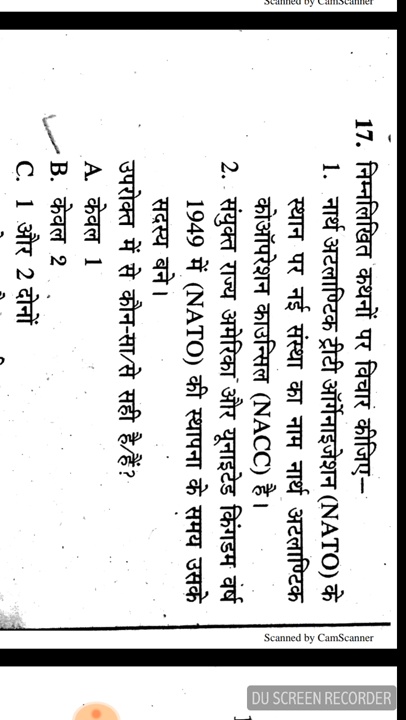 Scanned by CamScanner
17. निम्नलिखित कथनों पर विचार कीजिए–
1. नार्थ अटलाण्टिक ट्रीटी ऑर्गेनाइजेशन (NATO) के
स्थान पर नई संस्था का नाम नार्थ अटलाण्टिक
कोऑपरेशन काउन्सिल (NACC) है।
2. संयुक्त राज्य अमेरिका और यूनाइटेड किंगडम वर्ष
1949 में (NATO) की स्थापना के समय उसके
सदस्य बने।
उपरोक्त में से कौन-सा/से सही है/हैं?
A. केवल 1
B. केवल 2
C. 1 और 2 दोनों
Scanned by CamScanner
DU SCREEN RECORDER